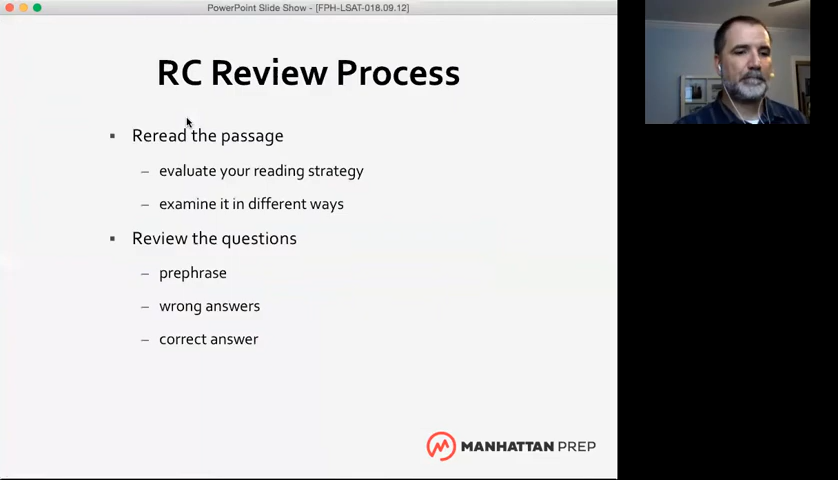 PowerPoint Slide Show - [FPH-LSAT-018.09.12]
RC Review Process
▪ Reread the passage
– evaluate your reading strategy
– examine it in different ways
▪ Review the questions
– prephrase
– wrong answers
– correct answer
MANHATTAN PREP